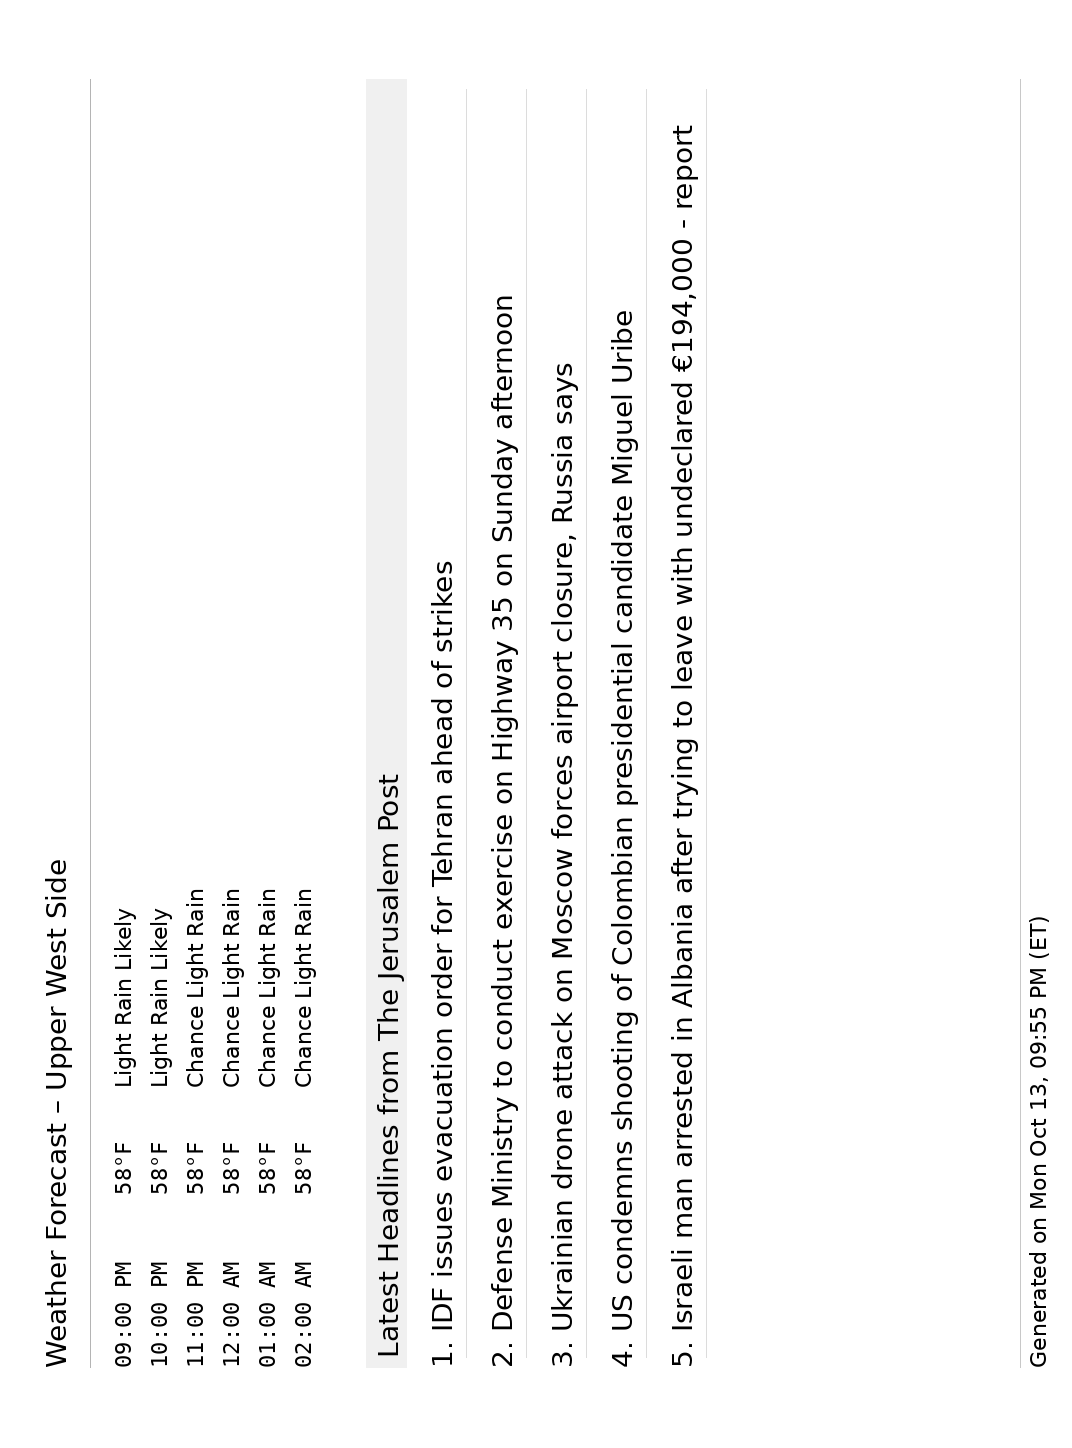 Weather Forecast – Upper West Side
09:00 PM 58°F Light Rain Likely
10:00 PM 58°F Light Rain Likely
11:00 PM 58°F Chance Light Rain
12:00 AM 58°F Chance Light Rain
01:00 AM 58°F Chance Light Rain
02:00 AM 58°F Chance Light Rain
Latest Headlines from The Jerusalem Post
1. IDF issues evacuation order for Tehran ahead of strikes
2. Defense Ministry to conduct exercise on Highway 35 on Sunday afternoon
3. Ukrainian drone attack on Moscow forces airport closure, Russia says
4. US condemns shooting of Colombian presidential candidate Miguel Uribe
5. Israeli man arrested in Albania after trying to leave with undeclared €194,000 - report
Generated on Mon Oct 13, 09:55 PM (ET)